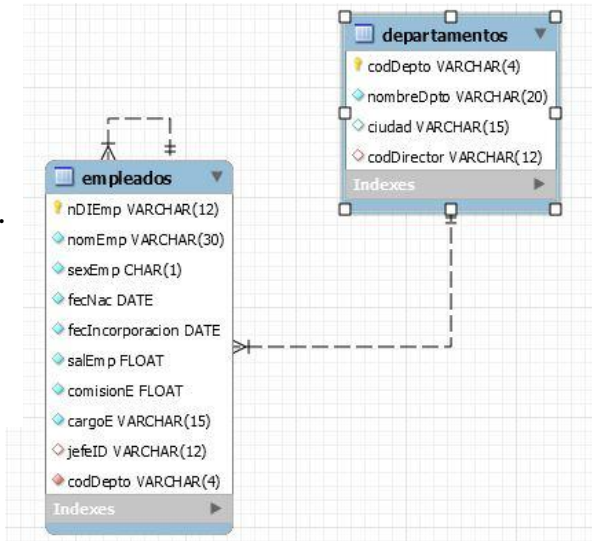 departamentos
codDepto VARCHAR(4)
nombreDpto VARCHAR(20)
ciudad VARCHAR(15)
codDirector VARCHAR(12)
Indexes
empleados
nDIEmp VARCHAR(12)
nomEmp VARCHAR(30)
sexEmp CHAR(1)
fecNac DATE
fecIncorporacion DATE
salEmp FLOAT
comisionE FLOAT
cargoE VARCHAR(15)
jefeID VARCHAR(12)
codDepto VARCHAR(4)
Indexes